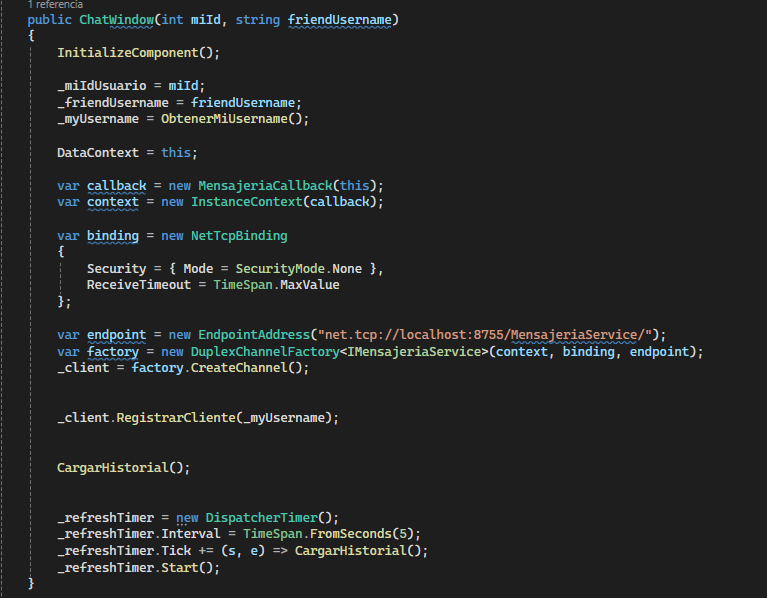 1 referencia
public ChatWindow(int miId, string friendUsername)
{
InitializeComponent();
_miIdUsuario = miId;
_friendUsername = friendUsername;
_myUsername = ObtenerMiUsername();
DataContext = this;
var callback = new MensajeriaCallback(this);
var context = new InstanceContext(callback);
var binding = new NetTcpBinding
{
Security = { Mode = SecurityMode.None },
ReceiveTimeout = TimeSpan.MaxValue
};
var endpoint = new EndpointAddress("net.tcp://localhost:8755/MensajeriaService/");
var factory = new DuplexChannelFactory<IMensajeriaService>(context, binding, endpoint);
_client = factory.CreateChannel();
_client.RegistrarCliente(_myUsername);
CargarHistorial();
_refreshTimer = new DispatcherTimer();
_refreshTimer.Interval = TimeSpan.FromSeconds(5);
_refreshTimer.Tick += (s, e) => CargarHistorial();
_refreshTimer.Start();
}